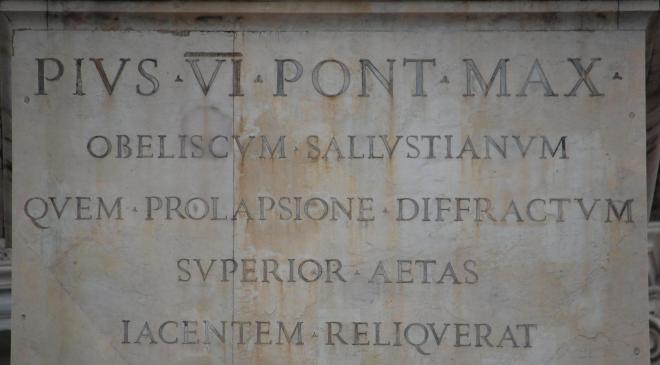 PIVS · VI · PONT · MAX ·
OBELISCVM · SALLVSTIANVM
QVEM · PROLAPSIONE · DIFFRACTVM
SVPERIOR · AETAS
IACENTEM · RELIQVERAT